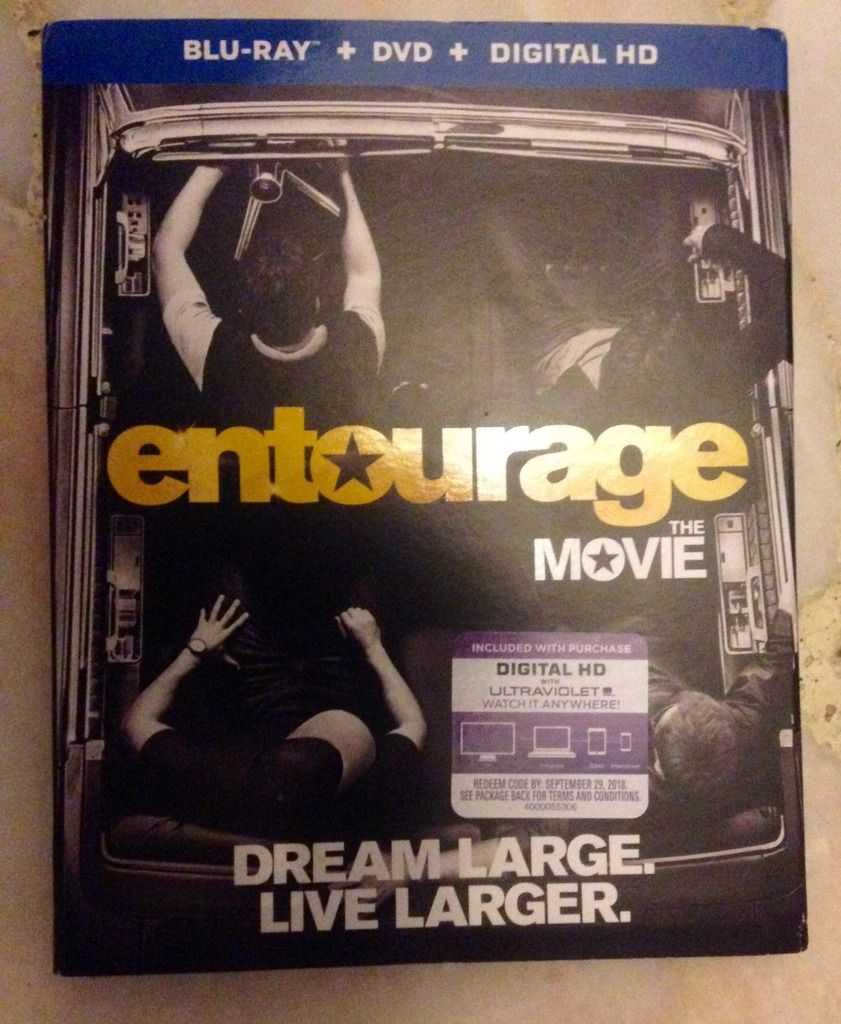 BLU-RAY™ + DVD + DIGITAL HD
entourage
THE
MOVIE
INCLUDED WITH PURCHASE
DIGITAL HD
WITH
ULTRAVIOLET
WATCH IT ANYWHERE!
REDEEM CODE BY: SEPTEMBER 29, 2018.
SEE PACKAGE BACK FOR TERMS AND CONDITIONS.
4000055306
DREAM LARGE.
LIVE LARGER.